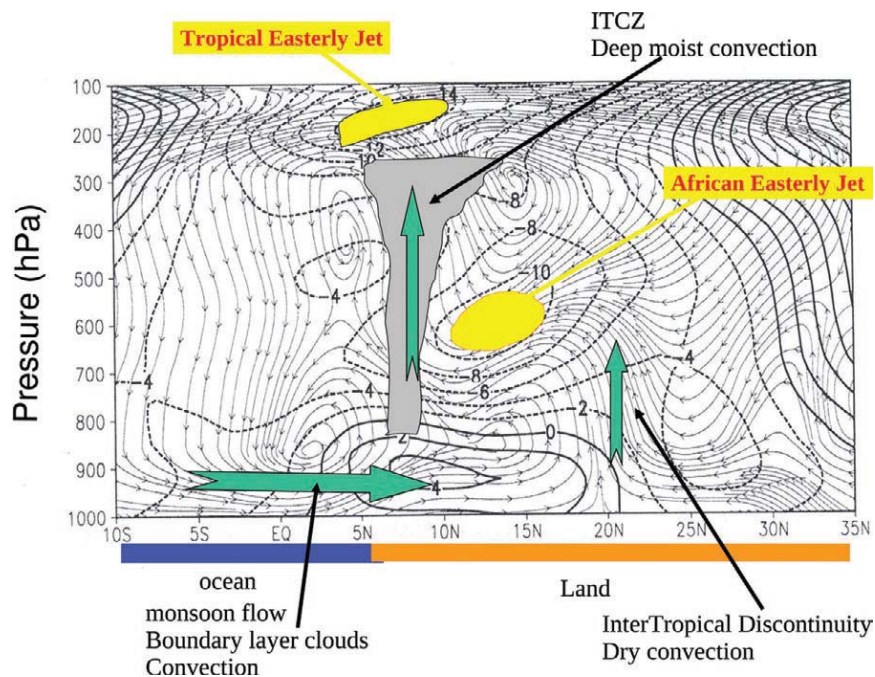 ITCZ
Deep moist convection
Tropical Easterly Jet
African Easterly Jet
Pressure (hPa)
100
200
300
400
500
600
700
800
900
1000
-14
-12
-10
-8
-8
-10
-4
-4
-4
-4
-8
-6
-2
0
-2
4
10S 5S EQ 5N 10N 15N 20N 25N 30N 35N
ocean
Land
monsoon flow
Boundary layer clouds
Convection
InterTropical Discontinuity
Dry convection